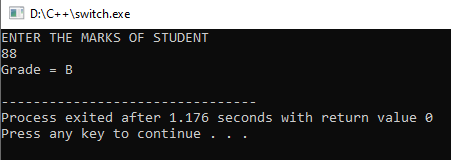 D:\C++\switch.exe
ENTER THE MARKS OF STUDENT
88
Grade = B
--------------------------------
Process exited after 1.176 seconds with return value 0
Press any key to continue . . .